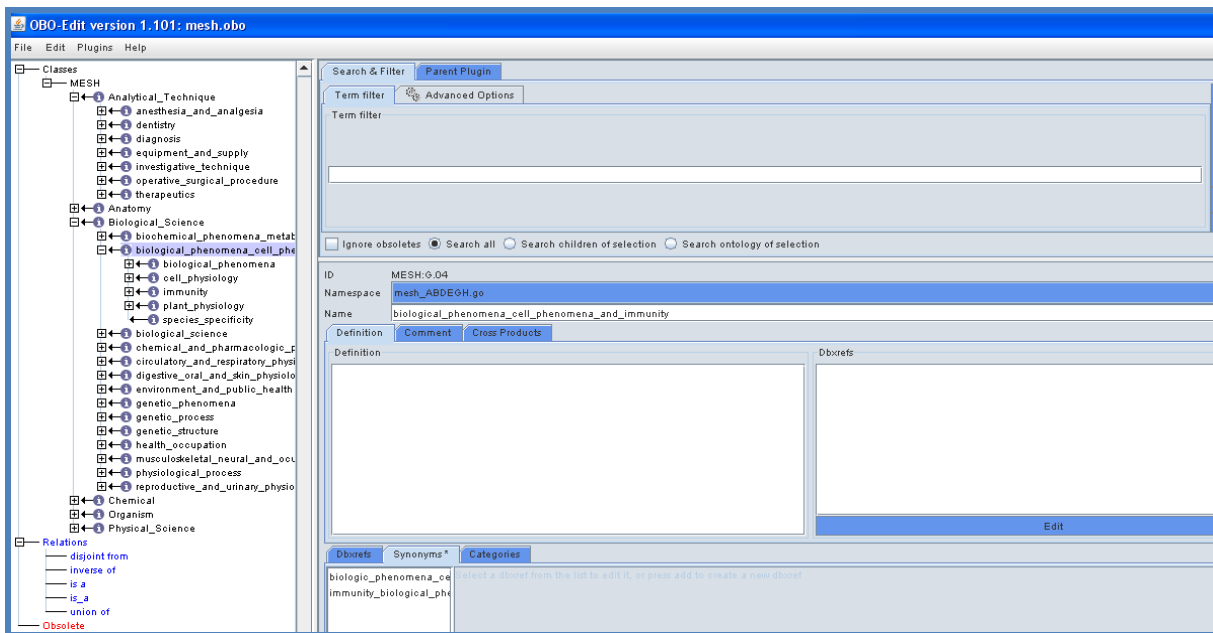 OBO-Edit version 1.101: mesh.obo
File Edit Plugins Help
Classes
MESH
Analytical_Technique
anesthesia_and_analgesia
dentistry
diagnosis
equipment_and_supply
investigative_technique
operative_surgical_procedure
therapeutics
Anatomy
Biological_Science
biochemical_phenomena_metab
biological_phenomena_cell_phe
biological_phenomena
cell_physiology
immunity
plant_physiology
species_specificity
biological_science
chemical_and_pharmacologic_p
circulatory_and_respiratory_physi
digestive_oral_and_skin_physiolo
environment_and_public_health
genetic_phenomena
genetic_process
genetic_structure
health_occupation
musculoskeletal_neural_and_ocu
physiological_process
reproductive_and_urinary_physio
Chemical
Organism
Physical_Science
Relations
disjoint from
inverse of
is a
is_a
union of
Obsolete
Search & Filter Parent Plugin
Term filter Advanced Options
Term filter
Ignore obsoletes Search all Search children of selection Search ontology of selection
ID MESH:G.04
Namespace mesh_ABDEGH.go
Name biological_phenomena_cell_phenomena_and_immunity
Definition Comment Cross Products
Definition Dbxrefs
Edit
Dbxrefs Synonyms* Categories
biologic_phenomena_ce Select a dbxref from the list to edit it, or press add to create a new dbxref
immunity_biological_phe